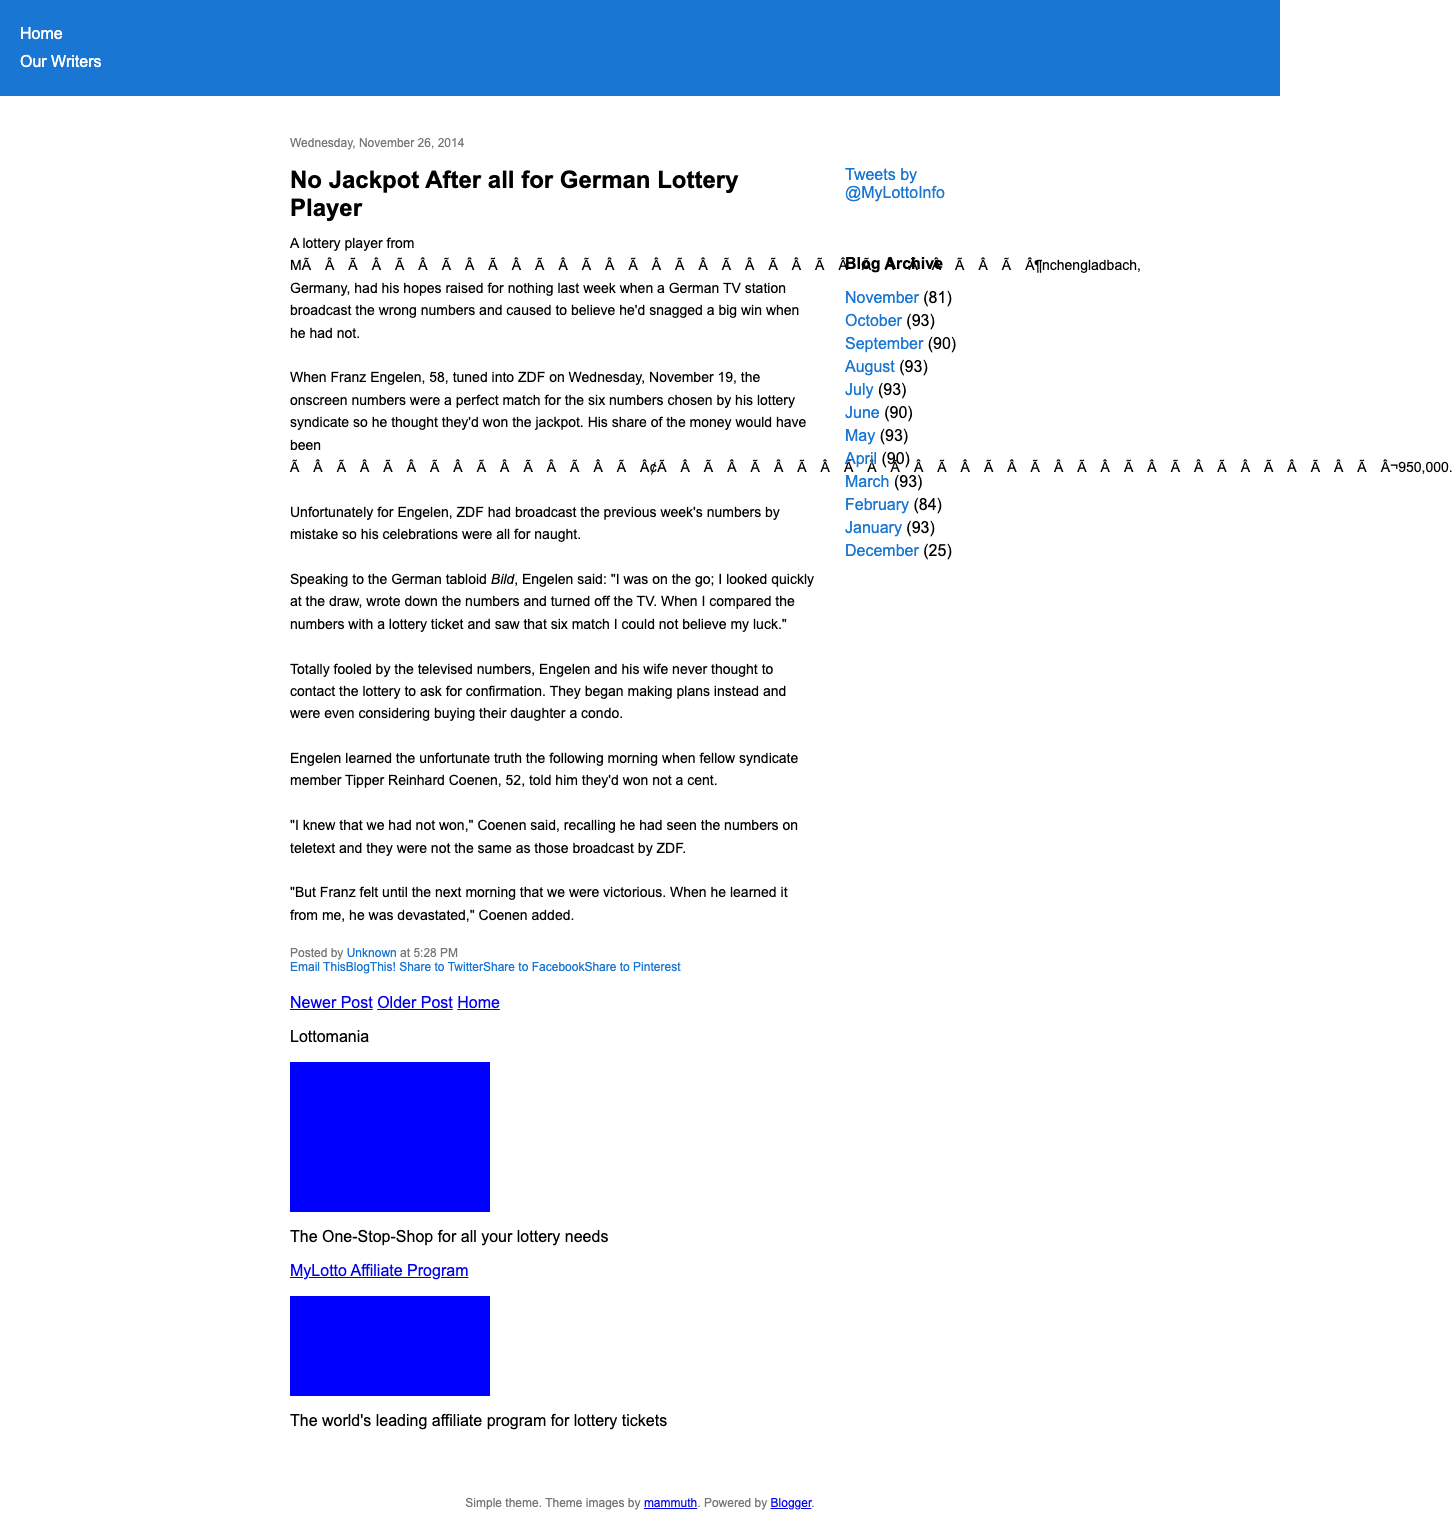 Home
Our Writers
Wednesday, November 26, 2014
No Jackpot After all for German Lottery
Player
A lottery player from
Germany, had his hopes raised for nothing last week when a German TV station
broadcast the wrong numbers and caused to believe he'd snagged a big win when
he had not.
When Franz Engelen, 58, tuned into ZDF on Wednesday, November 19, the
onscreen numbers were a perfect match for the six numbers chosen by his lottery
syndicate so he thought they'd won the jackpot. His share of the money would have
been
Unfortunately for Engelen, ZDF had broadcast the previous week's numbers by
mistake so his celebrations were all for naught.
Speaking to the German tabloid Bild, Engelen said: "I was on the go; I looked quickly
at the draw, wrote down the numbers and turned off the TV. When I compared the
numbers with a lottery ticket and saw that six match I could not believe my luck."
Totally fooled by the televised numbers, Engelen and his wife never thought to
contact the lottery to ask for confirmation. They began making plans instead and
were even considering buying their daughter a condo.
Engelen learned the unfortunate truth the following morning when fellow syndicate
member Tipper Reinhard Coenen, 52, told him they'd won not a cent.
"I knew that we had not won," Coenen said, recalling he had seen the numbers on
teletext and they were not the same as those broadcast by ZDF.
"But Franz felt until the next morning that we were victorious. When he learned it
from me, he was devastated," Coenen added.
Posted by Unknown at 5:28 PM
Email ThisBlogThis! Share to TwitterShare to FacebookShare to Pinterest
Newer Post Older Post Home
Lottomania
The One-Stop-Shop for all your lottery needs
MyLotto Affiliate Program
The world's leading affiliate program for lottery tickets
Tweets by
@MyLottoInfo
Blog Archive
November (81)
October (93)
September (90)
August (93)
July (93)
June (90)
May (93)
April (90)
March (93)
February (84)
January (93)
December (25)
Simple theme. Theme images by mammuth. Powered by Blogger.